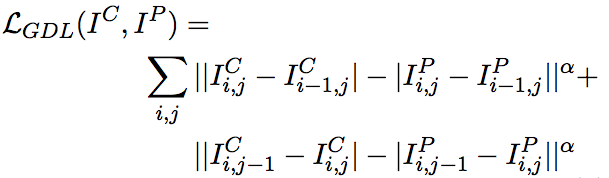 ℒ_{GDL}(I^C, I^P) =
∑_{i,j} ||I^C_{i,j} − I^C_{i−1,j}| − |I^P_{i,j} − I^P_{i−1,j}||^α +
||I^C_{i,j−1} − I^C_{i,j}| − |I^P_{i,j−1} − I^P_{i,j}||^α